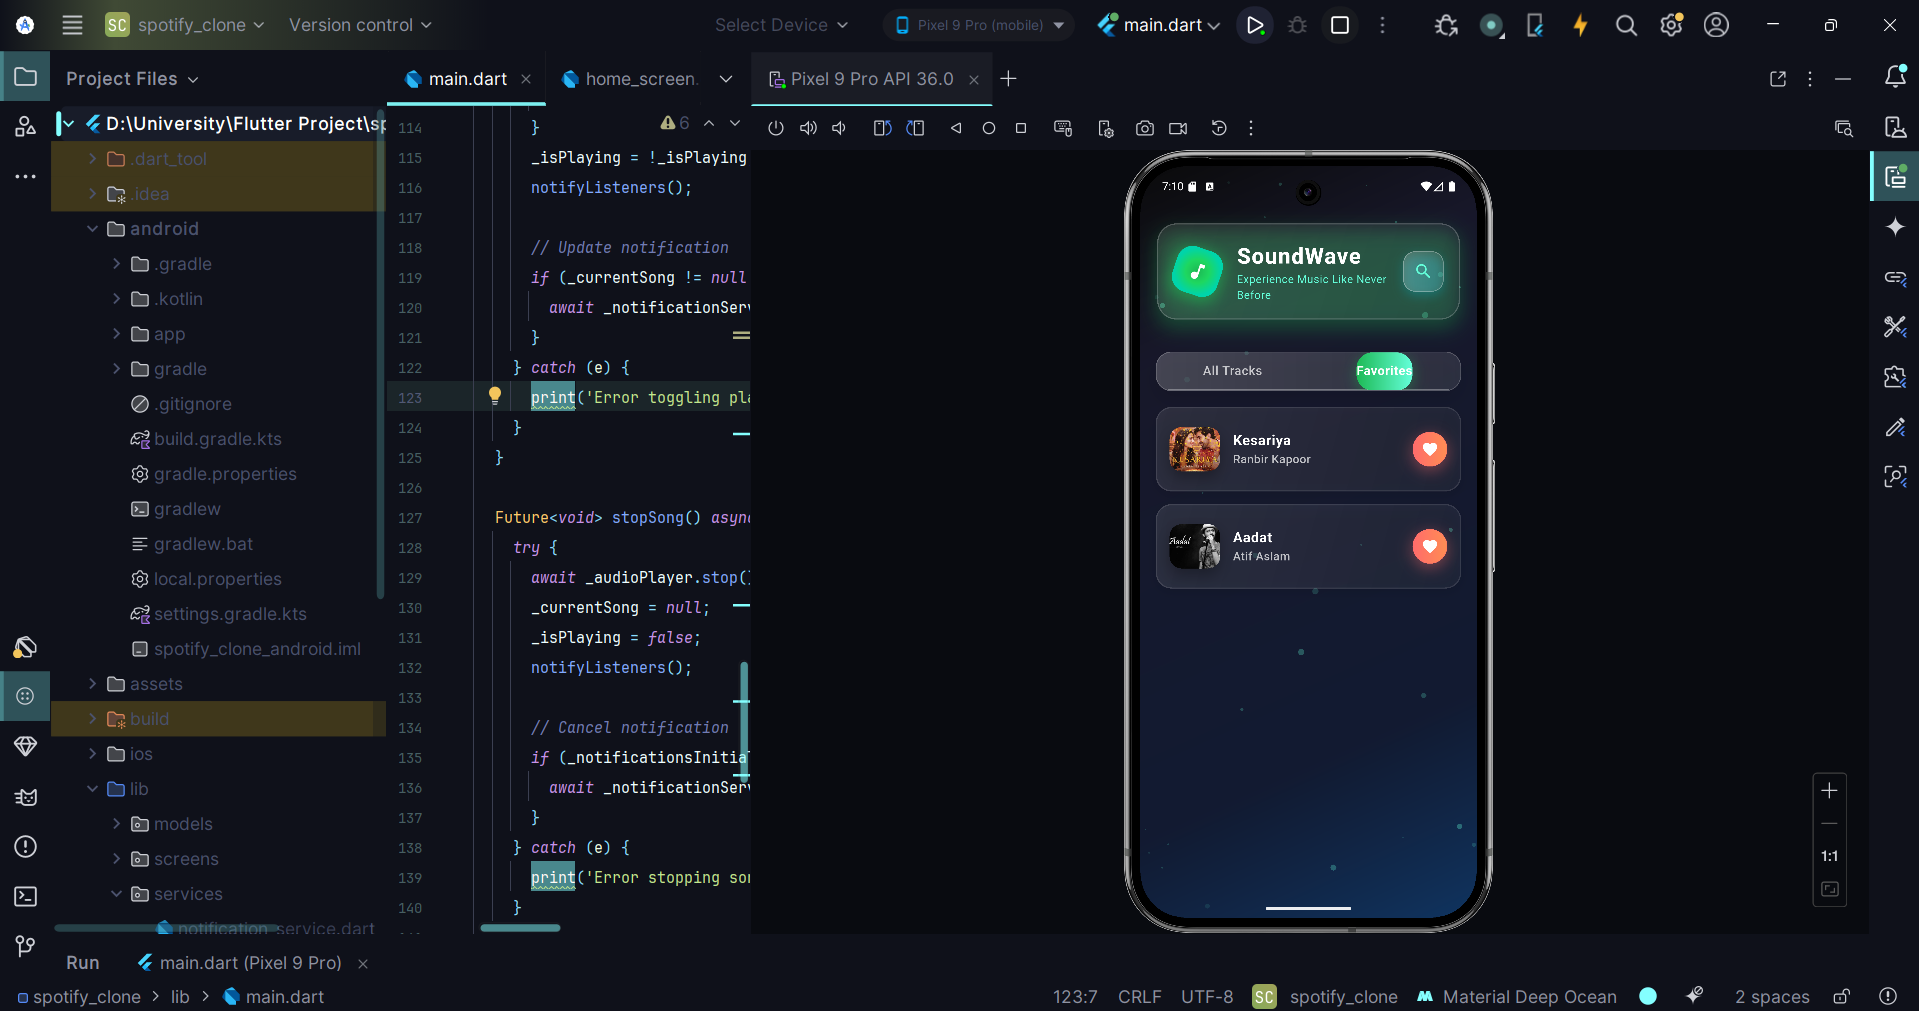 SC spotify_clone
Version control
Select Device
Pixel 9 Pro (mobile)
main.dart
Project Files
main.dart
home_screen.
Pixel 9 Pro API 36.0
D:\University\Flutter Project\sp
.dart_tool
.idea
android
.gradle
.kotlin
app
gradle
.gitignore
build.gradle.kts
gradle.properties
gradlew
gradlew.bat
local.properties
settings.gradle.kts
spotify_clone_android.iml
assets
build
ios
lib
models
screens
services
notification_service.dart
6
114 }
115 _isPlaying = !_isPlaying
116 notifyListeners();
117
118 // Update notification
119 if (_currentSong != null
120 await _notificationSer
121 }
122 } catch (e) {
123 print('Error toggling pla
124 }
125 }
126
127 Future<void> stopSong() async
128 try {
129 await _audioPlayer.stop()
130 _currentSong = null;
131 _isPlaying = false;
132 notifyListeners();
133
134 // Cancel notification
135 if (_notificationsInitial
136 await _notificationSer
137 }
138 } catch (e) {
139 print('Error stopping son
140 }
7:10
SoundWave
Experience Music Like Never
Before
All Tracks
Favorites
Kesariya
Ranbir Kapoor
Aadat
Atif Aslam
1:1
Run
main.dart (Pixel 9 Pro)
spotify_clone > lib > main.dart
123:7
CRLF
UTF-8
SC spotify_clone
Material Deep Ocean
2 spaces